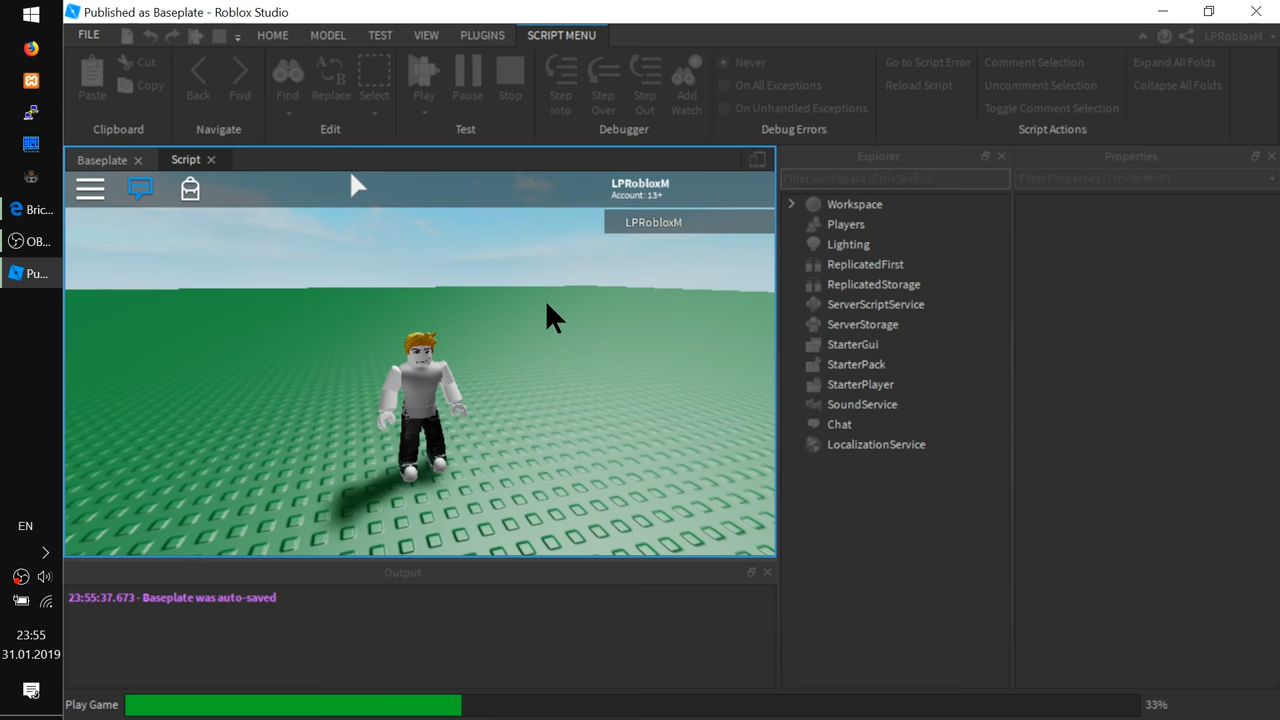 Published as Baseplate - Roblox Studio
FILE
HOME
MODEL
TEST
VIEW
PLUGINS
SCRIPT MENU
LPRobloxM
Paste
Cut
Copy
Clipboard
Back
Fwd
Navigate
Find
Replace
Select
Edit
Play
Pause
Stop
Test
Step Into
Step Over
Step Out
Add Watch
Debugger
Never
On All Exceptions
On Unhandled Exceptions
Debug Errors
Go to Script Error
Reload Script
Comment Selection
Uncomment Selection
Toggle Comment Selection
Expand All Folds
Collapse All Folds
Script Actions
Bric...
OB...
Pu...
EN
23:55
31.01.2019
Baseplate
Script
LPRobloxM
Account: 13+
LPRobloxM
Explorer
Filter workspace (Ctrl+Shift+X)
Workspace
Players
Lighting
ReplicatedFirst
ReplicatedStorage
ServerScriptService
ServerStorage
StarterGui
StarterPack
StarterPlayer
SoundService
Chat
LocalizationService
Properties
Filter Properties (Ctrl+Shift+P)
Output
23:55:37.673 - Baseplate was auto-saved
Play Game
33%